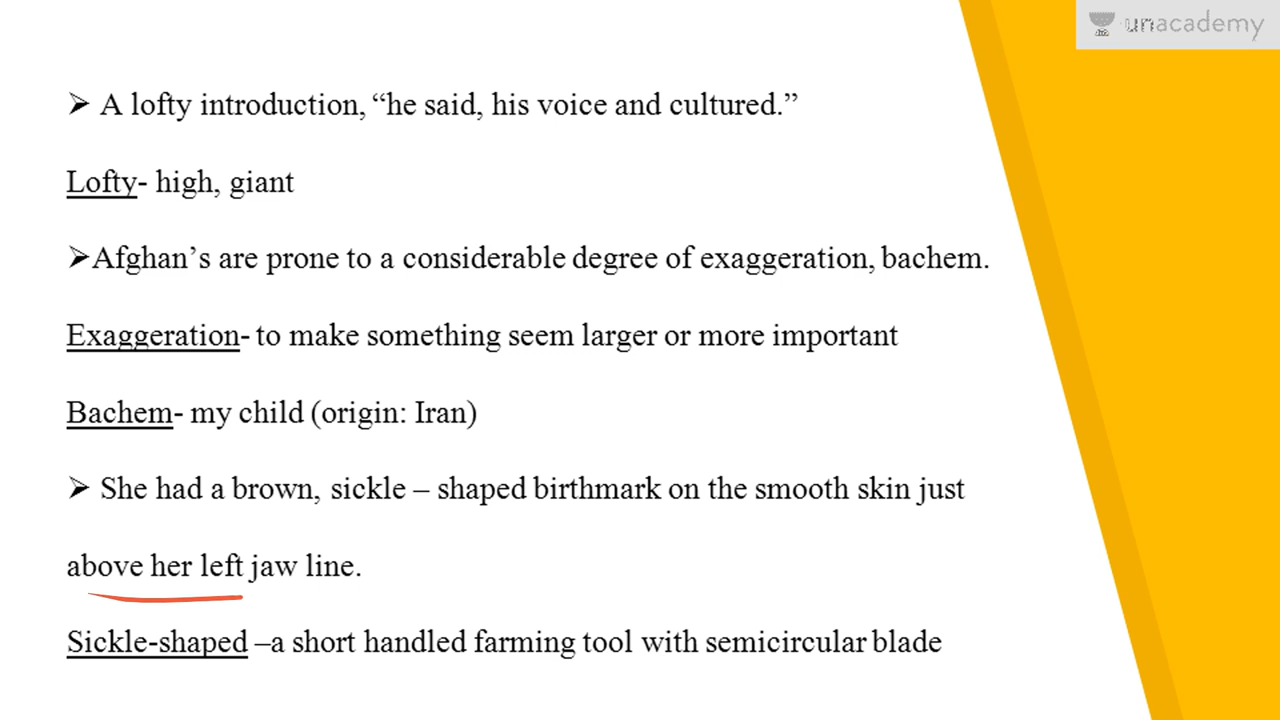 unacademy
➢ A lofty introduction, “he said, his voice and cultured.”
Lofty- high, giant
➢Afghan’s are prone to a considerable degree of exaggeration, bachem.
Exaggeration- to make something seem larger or more important
Bachem- my child (origin: Iran)
➢ She had a brown, sickle – shaped birthmark on the smooth skin just
above her left jaw line.
Sickle-shaped –a short handled farming tool with semicircular blade